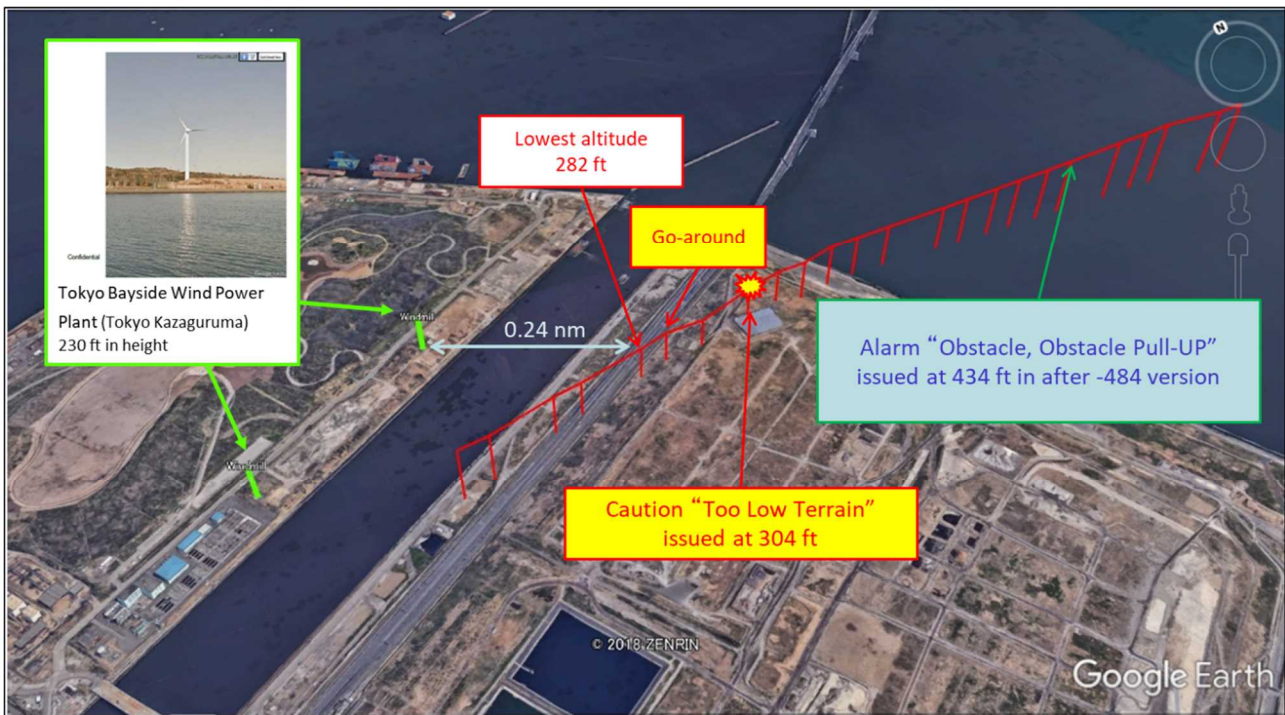 N
Confidential
Tokyo Bayside Wind Power
Plant (Tokyo Kazaguruma)
230 ft in height
Lowest altitude
282 ft
Go-around
Windmill
0.24 nm
Alarm “Obstacle, Obstacle Pull-UP”
issued at 434 ft in after -484 version
Windmill
Caution “Too Low Terrain”
issued at 304 ft
© 2018 ZENRIN
Google Earth